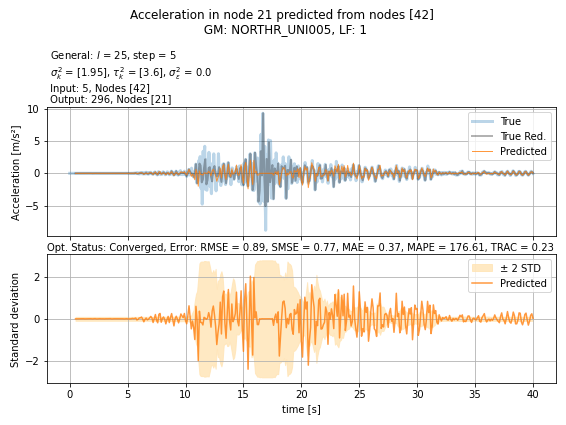 Acceleration in node 21 predicted from nodes [42]
GM: NORTHR_UNI005, LF: 1
General: l = 25, step = 5
σ²ₖ = [1.95], τ²ₖ = [3.6], σ²ε = 0.0
Input: 5, Nodes [42]
Output: 296, Nodes [21]
10
5
0
−5
Acceleration [m/s²]
True
True Red.
Predicted
Opt. Status: Converged, Error: RMSE = 0.89, SMSE = 0.77, MAE = 0.37, MAPE = 176.61, TRAC = 0.23
2
0
−2
Standard deviation
± 2 STD
Predicted
0 5 10 15 20 25 30 35 40
time [s]